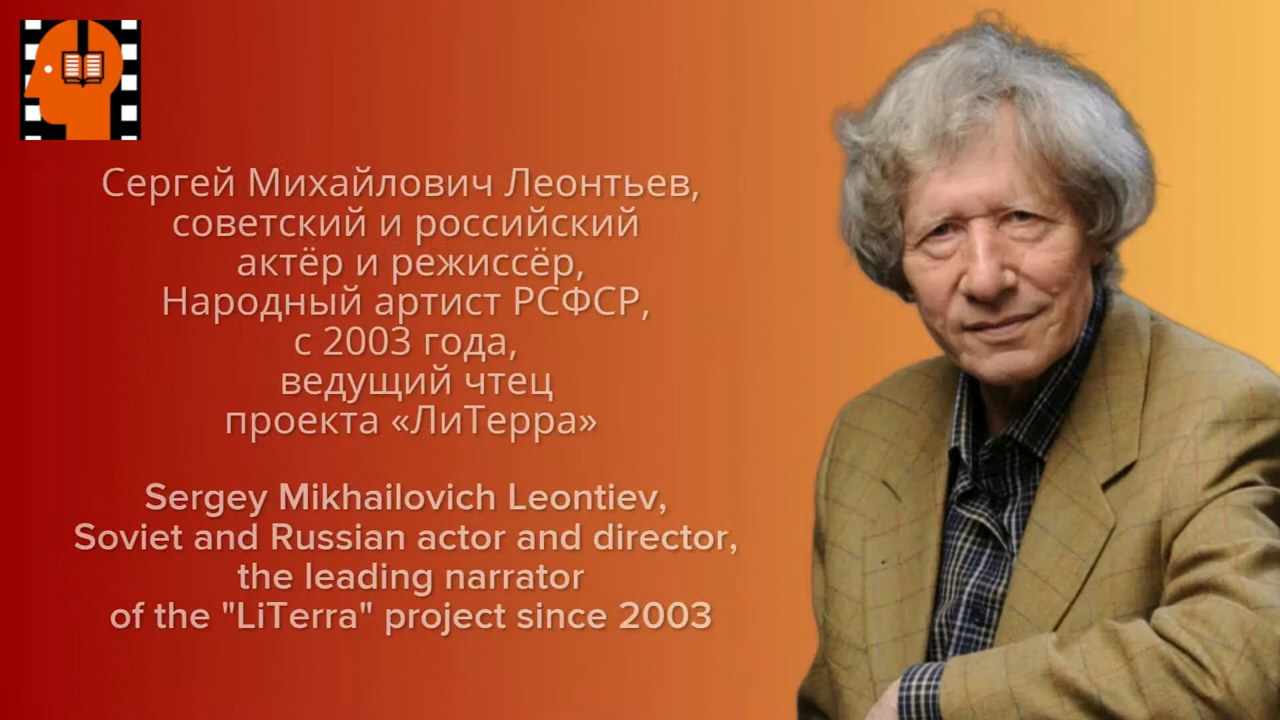 Сергей Михайлович Леонтьев,
советский и российский
актёр и режиссёр,
Народный артист РСФСР,
с 2003 года,
ведущий чтец
проекта «ЛиТерра»
Sergey Mikhailovich Leontiev,
Soviet and Russian actor and director,
the leading narrator
of the "LiTerra" project since 2003